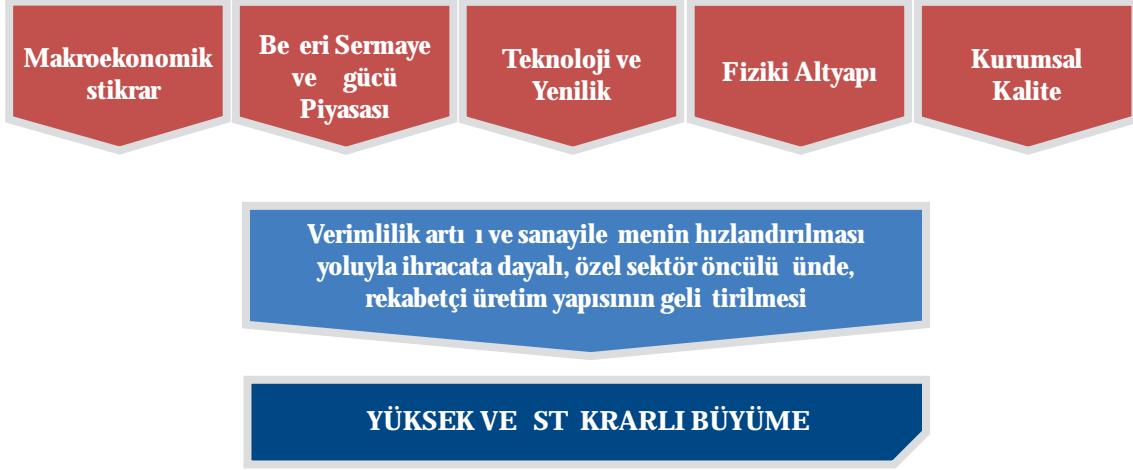 Makroekonomik
stikrar
Be eri Sermaye
ve gücü
Piyasası
Teknoloji ve
Yenilik
Fiziki Altyapı
Kurumsal
Kalite
Verimlilik artı ı ve sanayile menin hızlandırılması
yoluyla ihracata dayalı, özel sektör öncülü ünde,
rekabetçi üretim yapısının geli tirilmesi
YÜKSEK VE ST KRARLI BÜYÜME